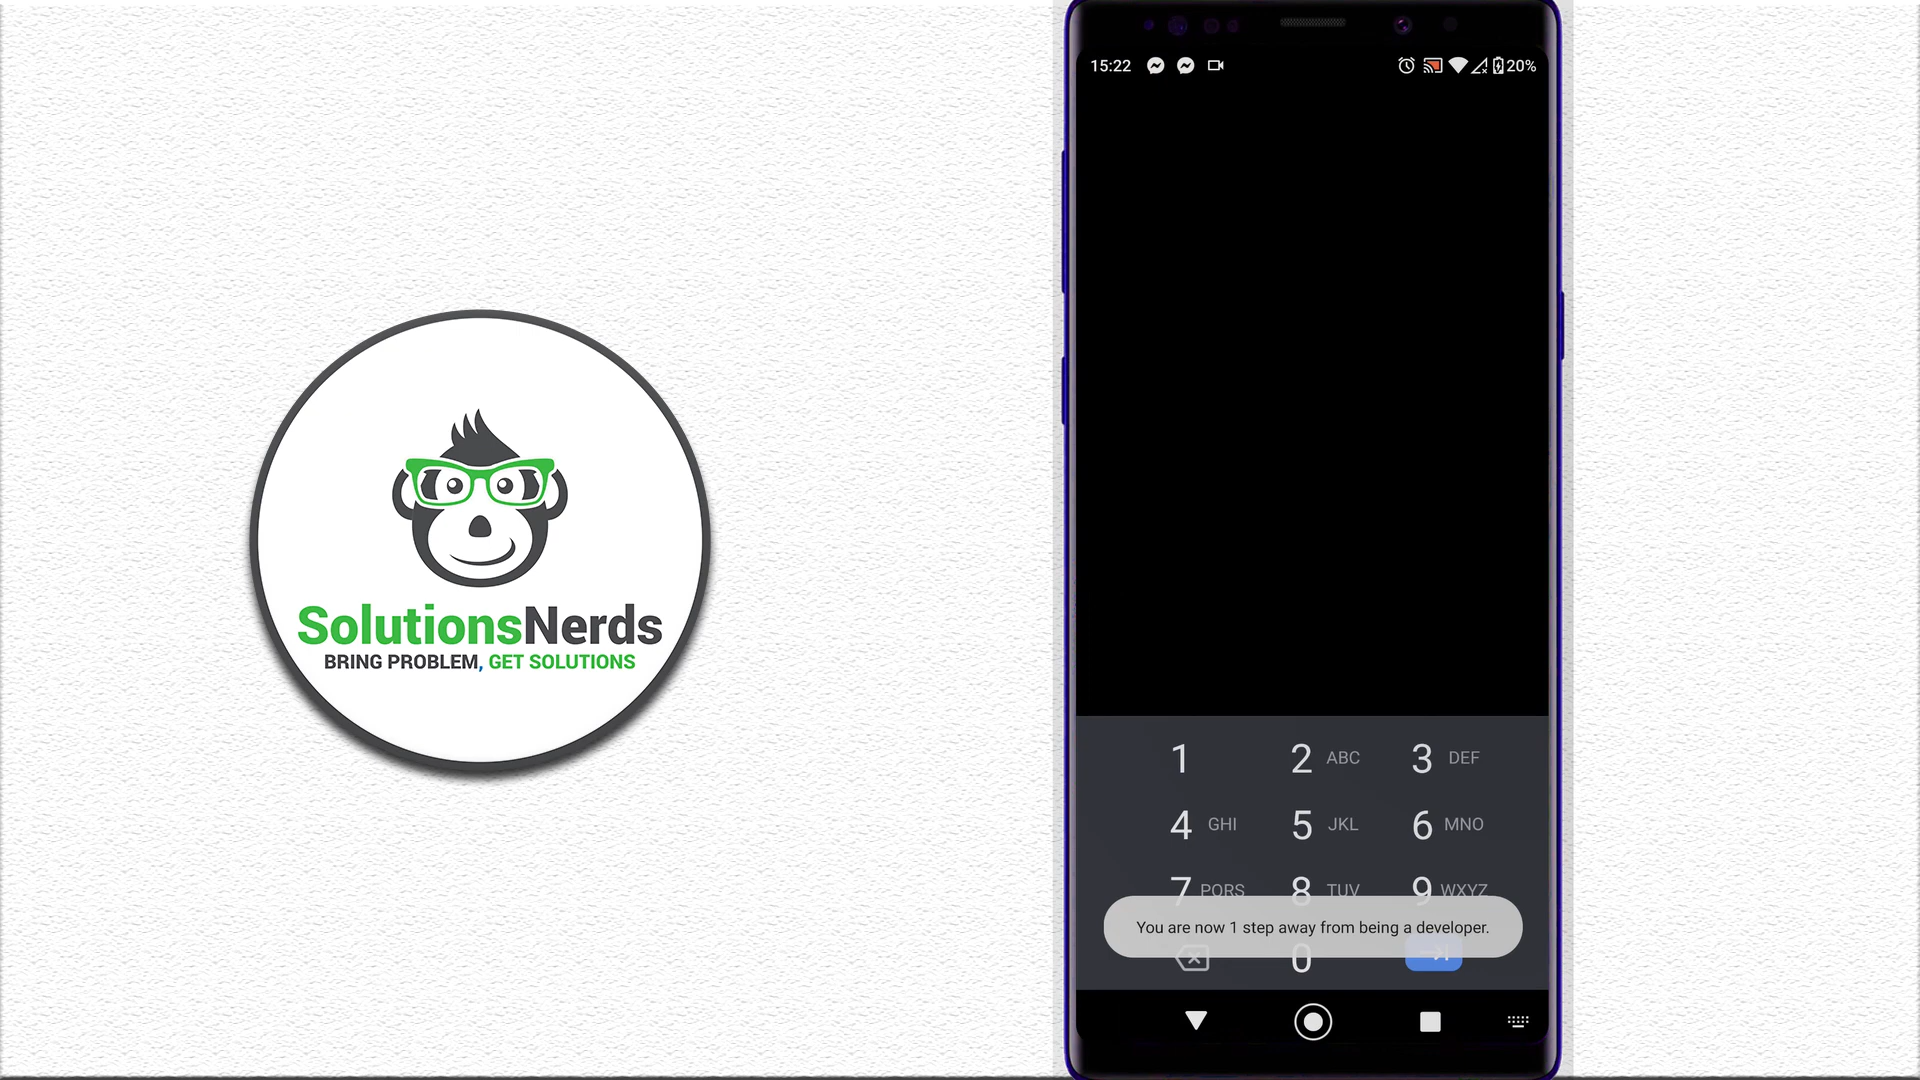 SolutionsNerds
BRING PROBLEM, GET SOLUTIONS
15:22 20%
1 2 ABC 3 DEF
4 GHI 5 JKL 6 MNO
7 PQRS 8 TUV 9 WXYZ
You are now 1 step away from being a developer.
0